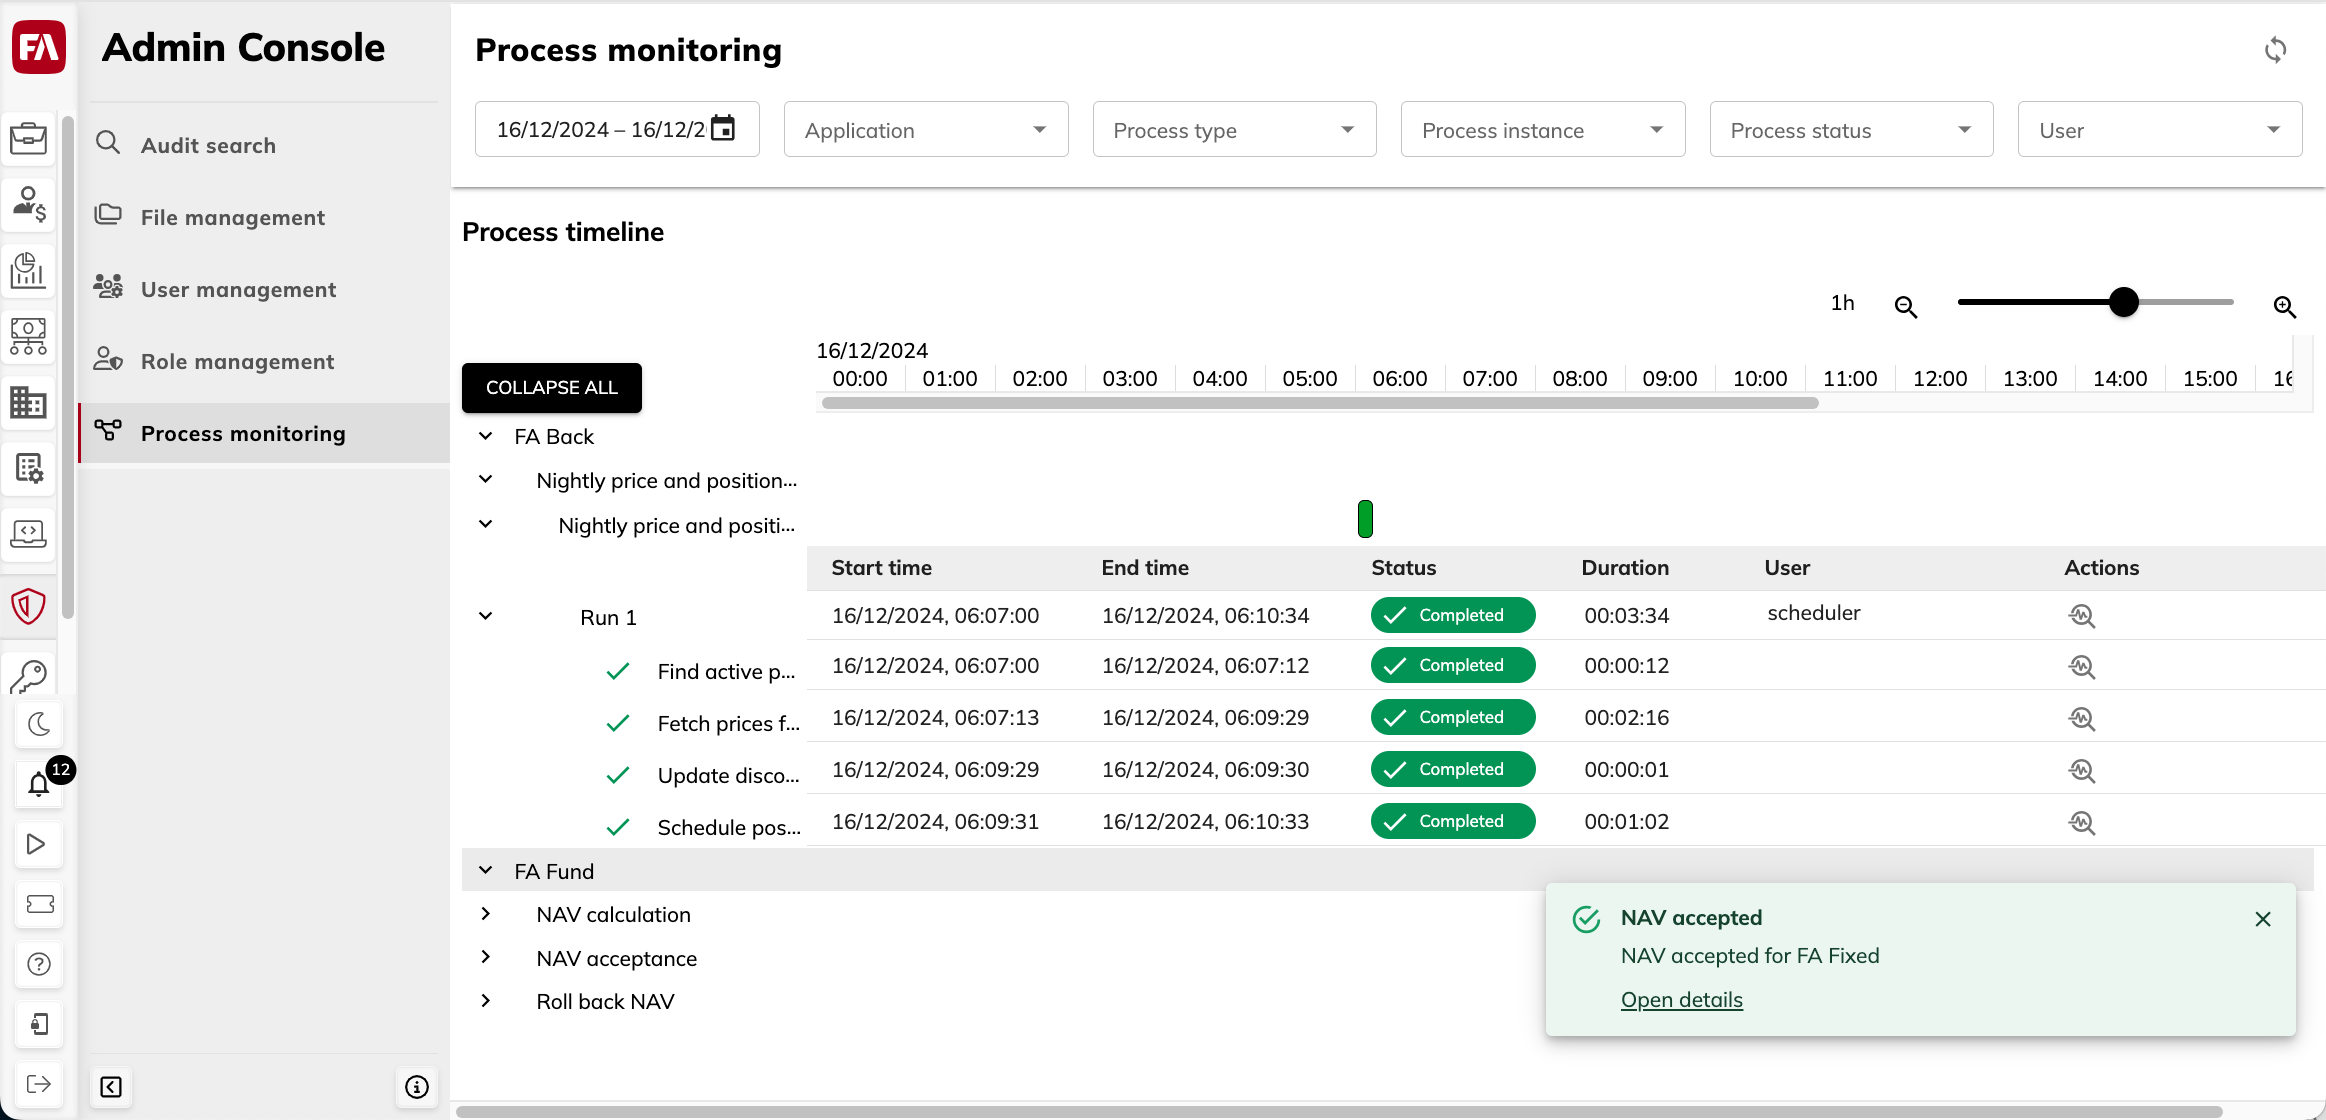 FA
Admin Console
Audit search
File management
User management
Role management
Process monitoring
12
Process monitoring
16/12/2024 – 16/12/2
Application
Process type
Process instance
Process status
User
Process timeline
1h
16/12/2024
00:00 01:00 02:00 03:00 04:00 05:00 06:00 07:00 08:00 09:00 10:00 11:00 12:00 13:00 14:00 15:00 16
COLLAPSE ALL
FA Back
Nightly price and position...
Nightly price and positi...
Start time End time Status Duration User Actions
Run 1 16/12/2024, 06:07:00 16/12/2024, 06:10:34 Completed 00:03:34 scheduler
Find active p... 16/12/2024, 06:07:00 16/12/2024, 06:07:12 Completed 00:00:12
Fetch prices f... 16/12/2024, 06:07:13 16/12/2024, 06:09:29 Completed 00:02:16
Update disco... 16/12/2024, 06:09:29 16/12/2024, 06:09:30 Completed 00:00:01
Schedule pos... 16/12/2024, 06:09:31 16/12/2024, 06:10:33 Completed 00:01:02
FA Fund
NAV calculation
NAV acceptance
Roll back NAV
NAV accepted
NAV accepted for FA Fixed
Open details